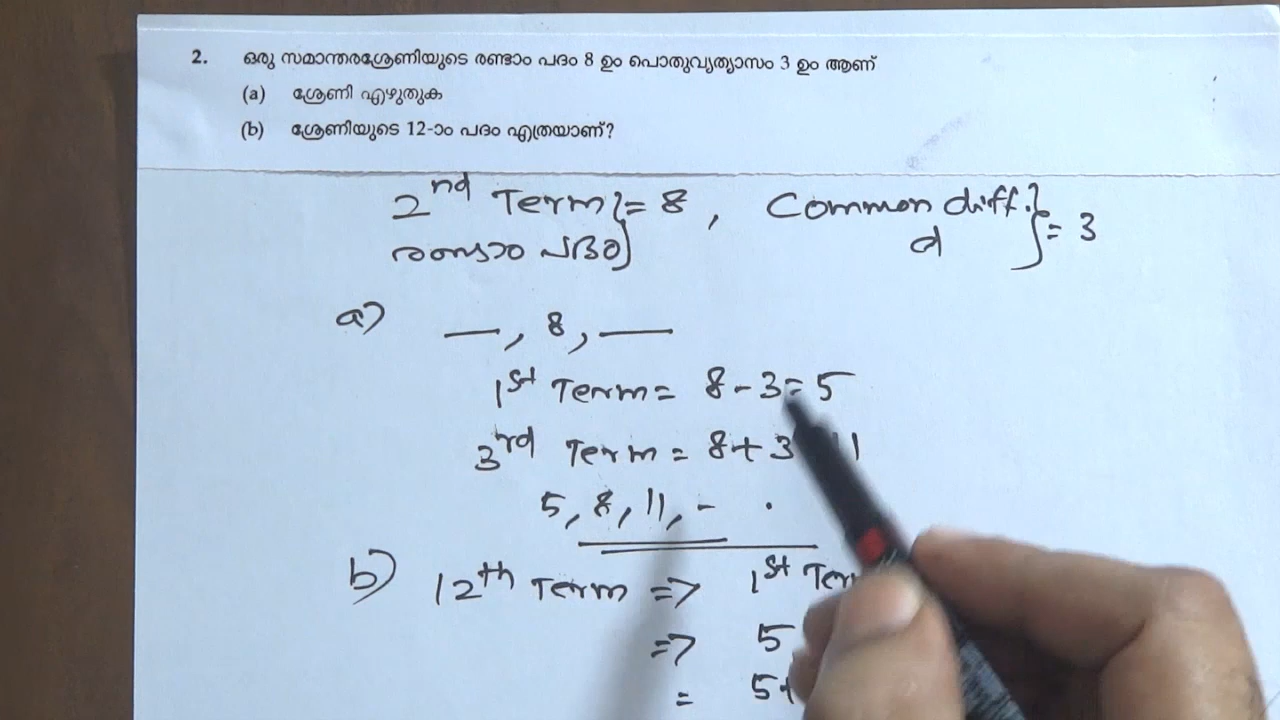 2. ഒരു സമാന്തരശ്രേണിയുടെ രണ്ടാം പദം 8 ഉം പൊതുവ്യത്യാസം 3 ഉം ആണ്
(a) ശ്രേണി എഴുതുക
(b) ശ്രേണിയുടെ 12-ാം പദം എത്രയാണ്?
2nd Term } = 8 , Common diff. } = 3
രണ്ടാം പദം d
a) __ , 8 , __
1st Term = 8 - 3 = 5
3rd Term = 8 + 3 11
5, 8, 11, - .
b) 12th Term => 1st
=> 5
= 5+